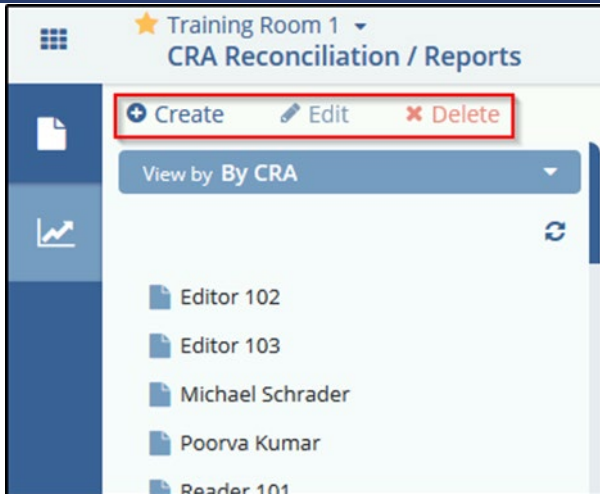 Training Room 1
CRA Reconciliation / Reports
Create Edit Delete
View by By CRA
Editor 102
Editor 103
Michael Schrader
Poorva Kumar
Reader 101